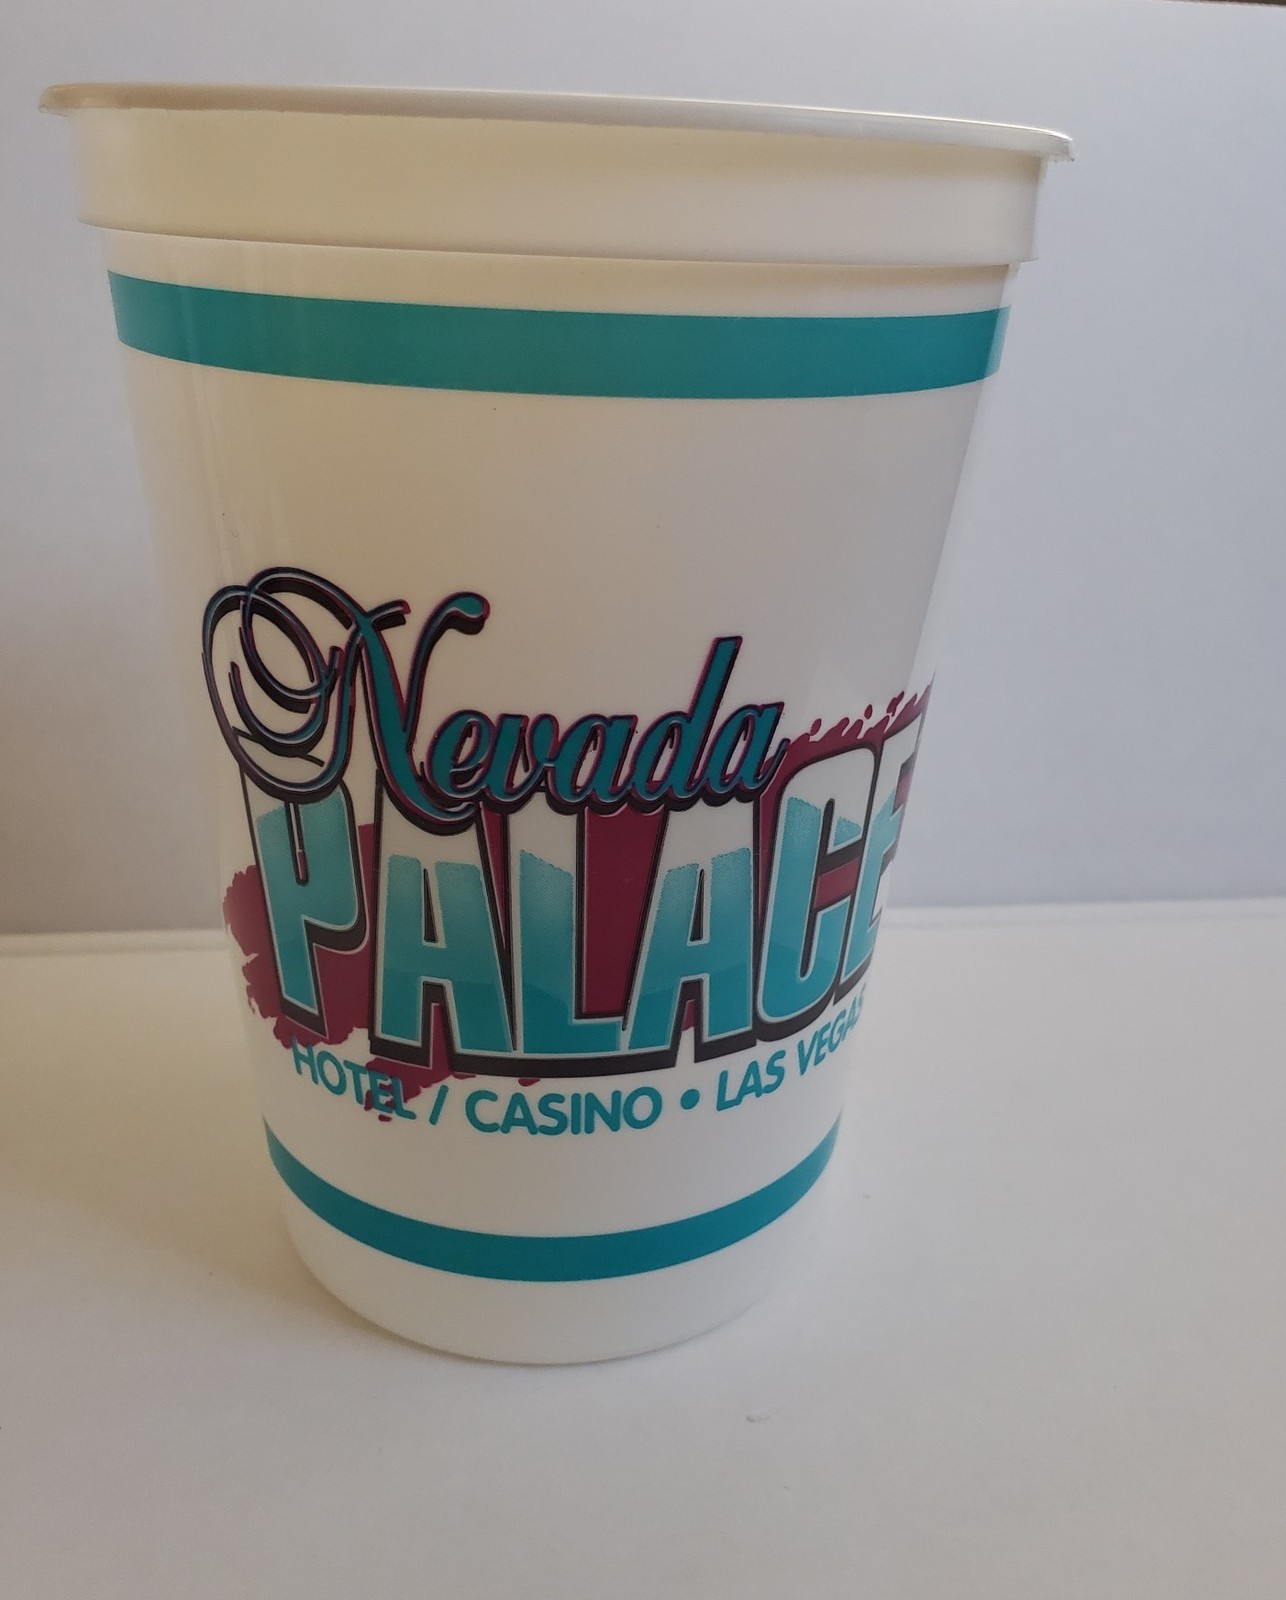 Nevada
PALACE
HOTEL / CASINO • LAS VEGAS